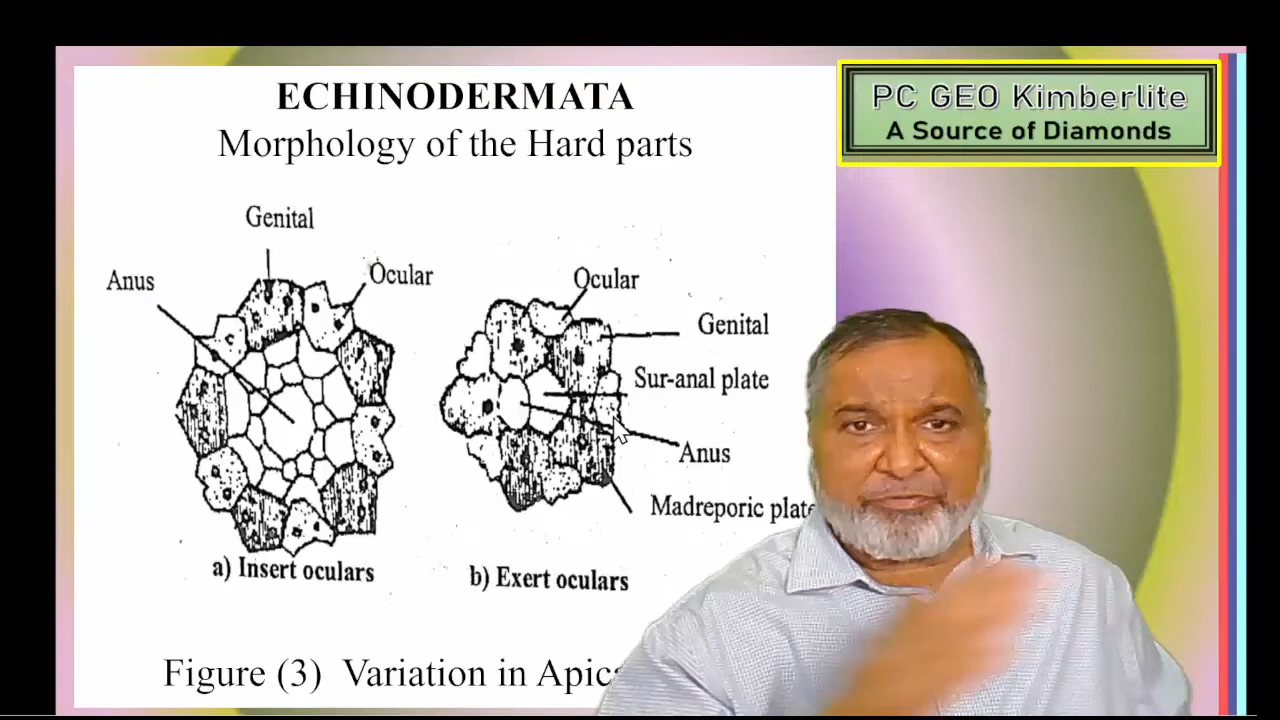 ECHINODERMATA
Morphology of the Hard parts
PC GEO Kimberlite
A Source of Diamonds
Genital
Anus
Ocular
a) Insert oculars
Ocular
Genital
Sur-anal plate
Anus
Madreporic plate
b) Exert oculars
Figure (3) Variation in Apic